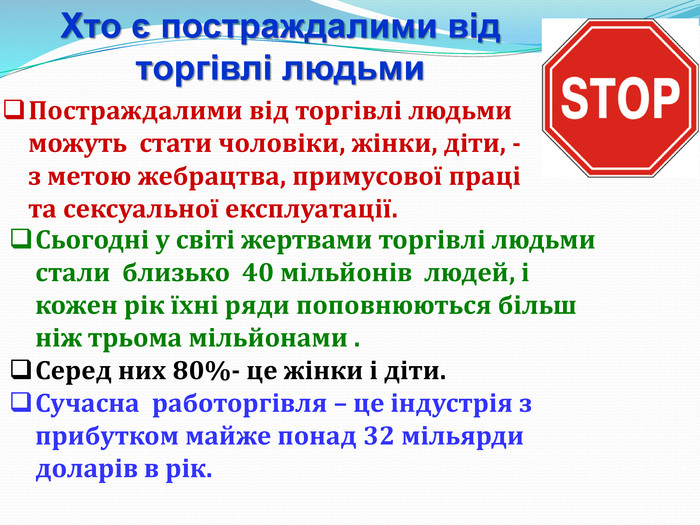 Хто є постраждалими від
торгівлі людьми
STOP
❑Постраждалими від торгівлі людьми
можуть стати чоловіки, жінки, діти, -
з метою жебрацтва, примусової праці
та сексуальної експлуатації.
❑Сьогодні у світі жертвами торгівлі людьми
стали близько 40 мільйонів людей, і
кожен рік їхні ряди поповнюються більш
ніж трьома мільйонами .
❑Серед них 80%- це жінки і діти.
❑Сучасна работоргівля – це індустрія з
прибутком майже понад 32 мільярди
доларів в рік.